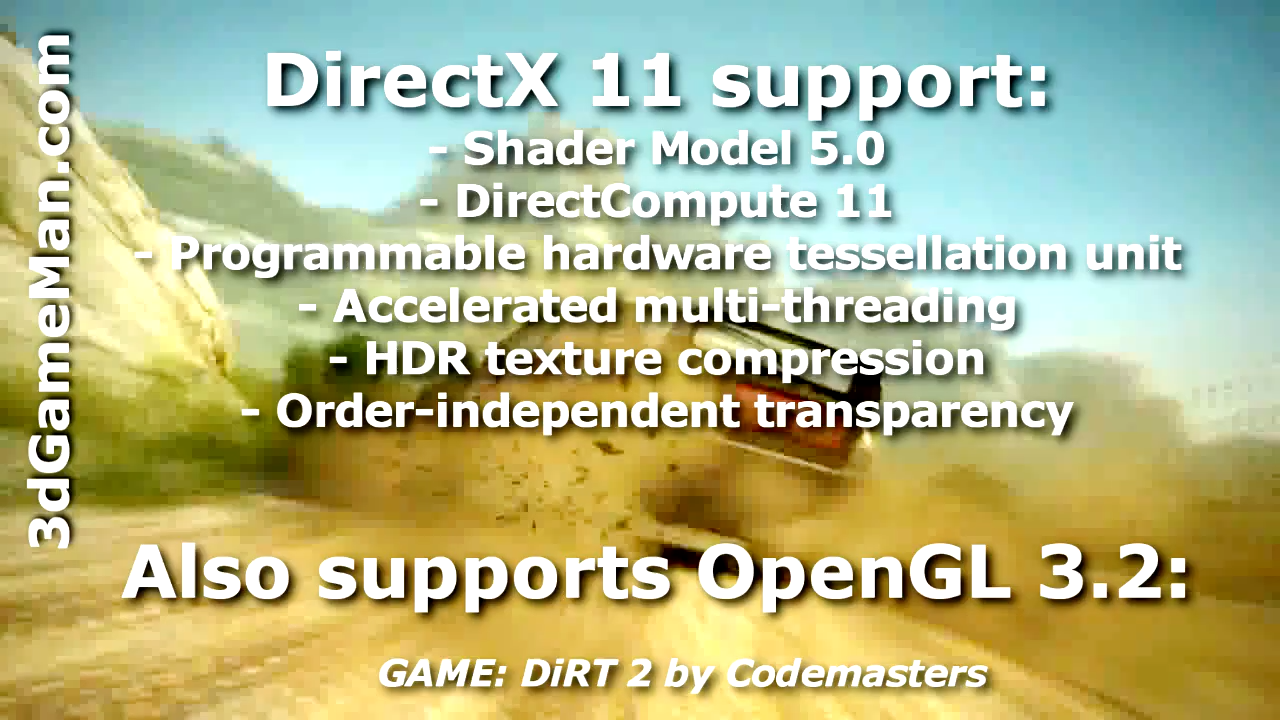 3dGameMan.com
DirectX 11 support:
- Shader Model 5.0
- DirectCompute 11
- Programmable hardware tessellation unit
- Accelerated multi-threading
- HDR texture compression
- Order-independent transparency
Also supports OpenGL 3.2:
GAME: DiRT 2 by Codemasters